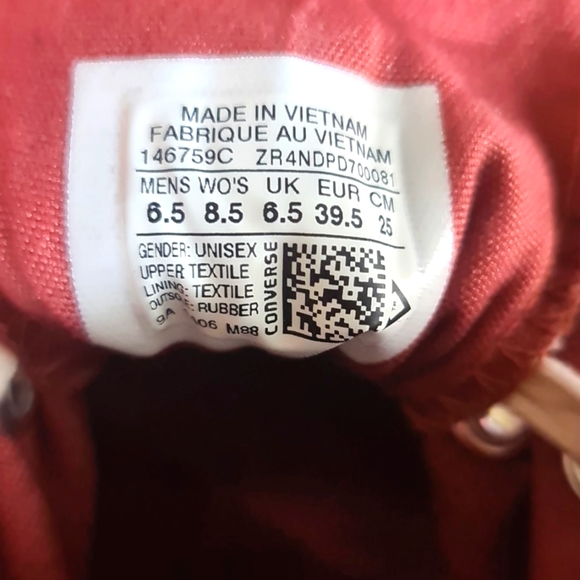 MADE IN VIETNAM
FABRIQUE AU VIETNAM
146759C ZR4NDPD700081
MENS WO'S UK EUR CM
6.5 8.5 6.5 39.5 25
GENDER: UNISEX
UPPER TEXTILE
LINING: TEXTILE
RUBBER
M88
CONVERSE